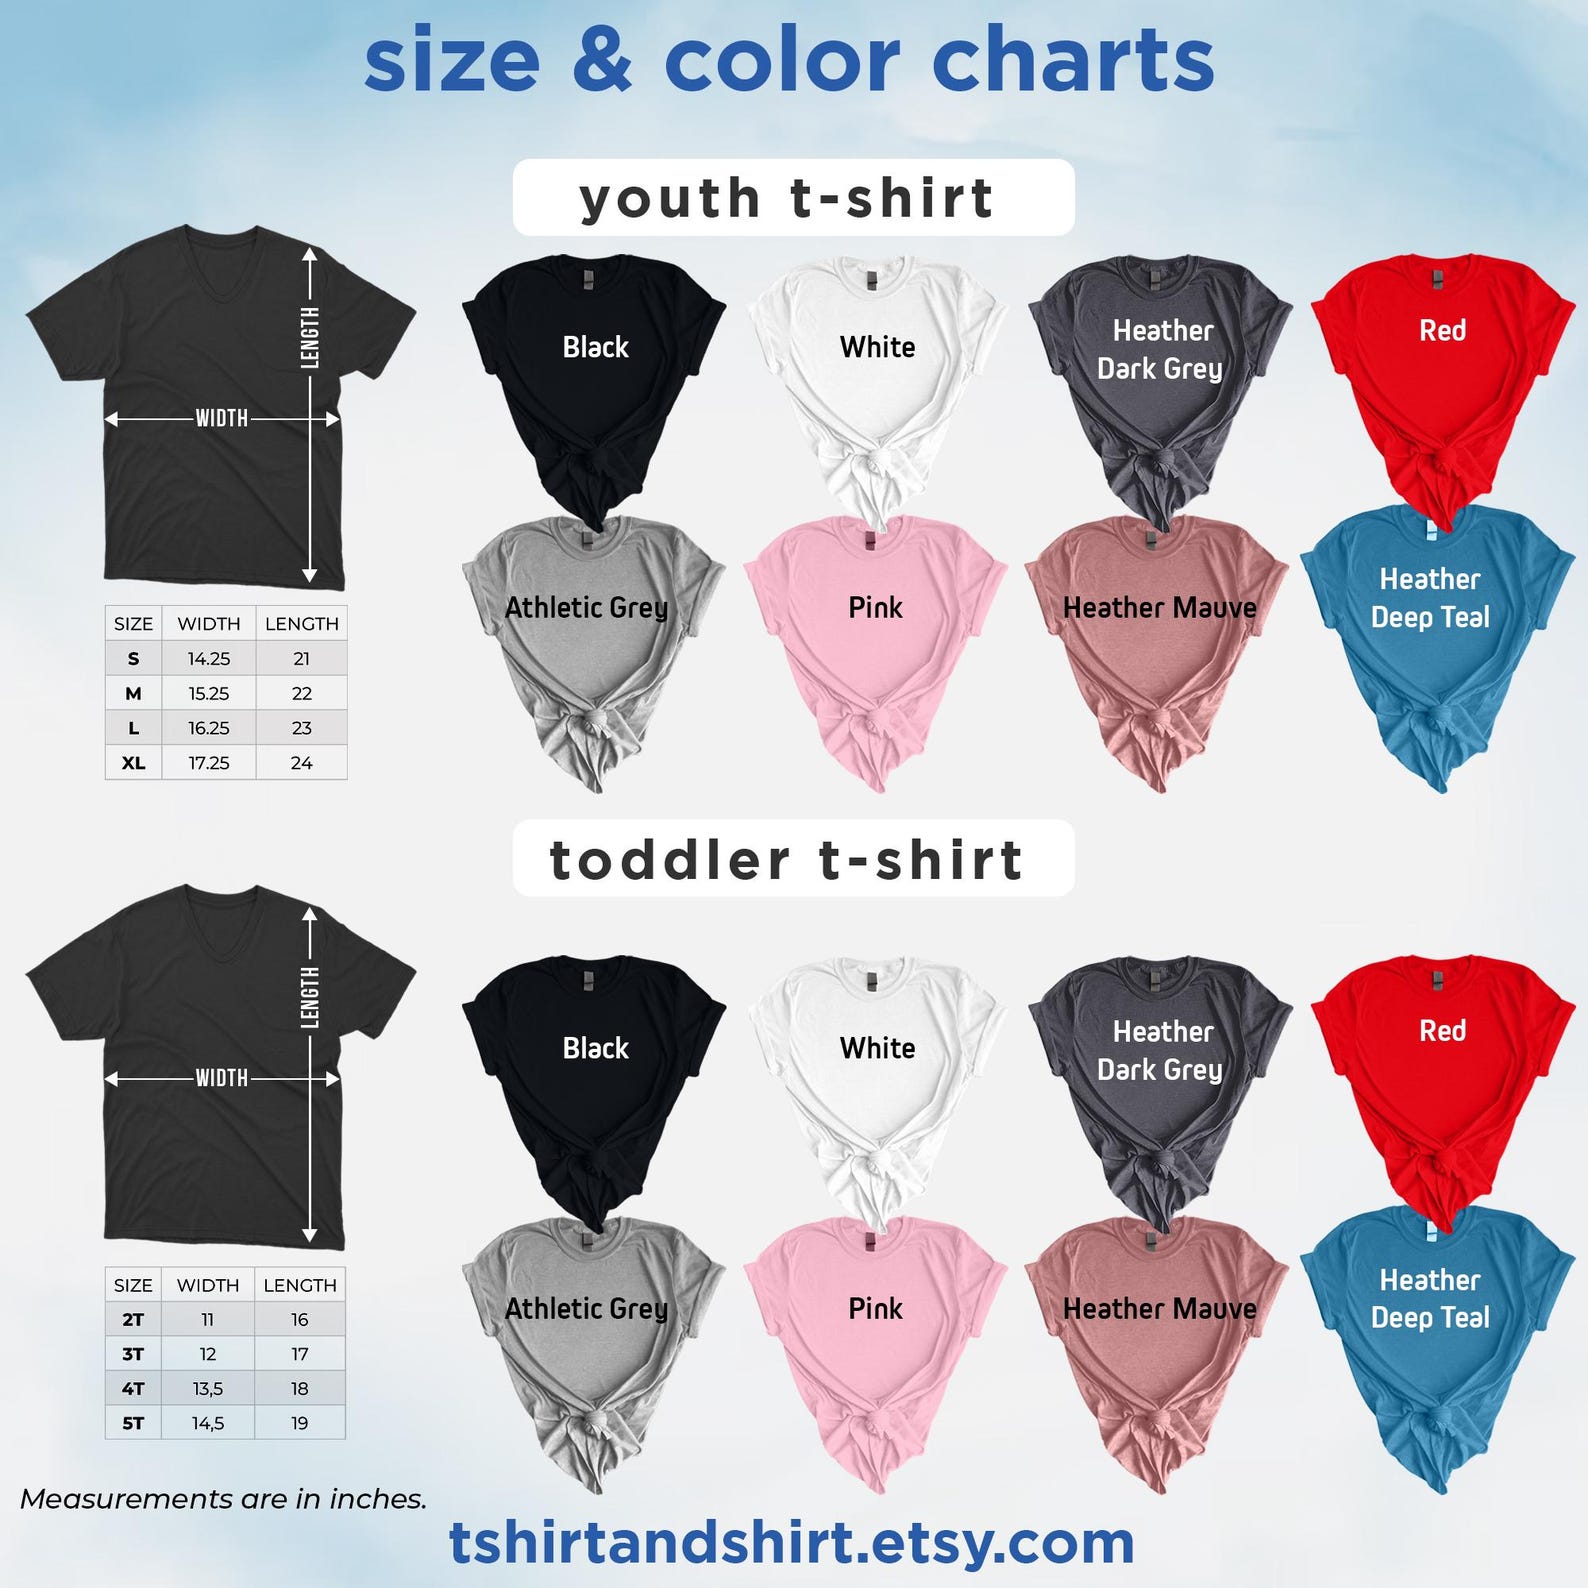 size & color charts
youth t-shirt
LENGTH
WIDTH
Black
White
Heather
Dark Grey
Red
Athletic Grey
Pink
Heather Mauve
Heather
Deep Teal
SIZE WIDTH LENGTH
S 14.25 21
M 15.25 22
L 16.25 23
XL 17.25 24
toddler t-shirt
LENGTH
WIDTH
Black
White
Heather
Dark Grey
Red
Athletic Grey
Pink
Heather Mauve
Heather
Deep Teal
SIZE WIDTH LENGTH
2T 11 16
3T 12 17
4T 13,5 18
5T 14,5 19
Measurements are in inches.
tshirtandshirt.etsy.com